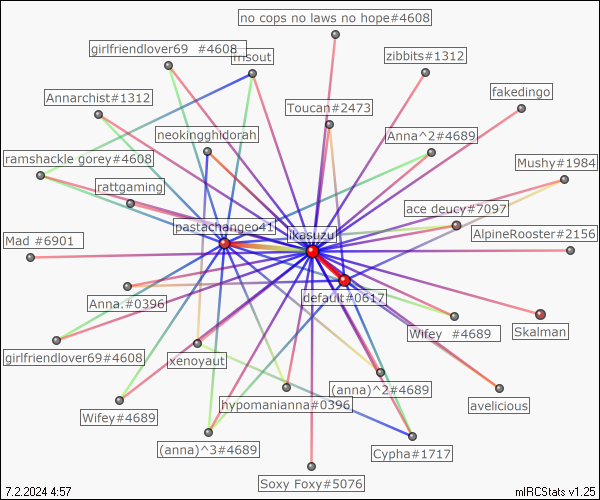 no cops no laws no hope#4608
girlfriendlover69 #4608
misout
zibbits#1312
fakedingo
Annarchist#1312
Toucan#2473
neokingghidorah
Anna^2#4689
ramshackle gorey#4608
Mushy#1984
rattgaming
ace deucy#7097
pastachangeo41
ikasuzu
AlpineRooster#2156
Mad #6901
default#0617
Anna.#0396
Wifey #4689
Skalman
girlfriendlover69#4608
xenoyaut
(anna)^2#4689
hypomanianna#0396
avelicious
Wifey#4689
(anna)^3#4689
Cypha#1717
Soxy Foxy#5076
7.2.2024 4:57
mIRCStats v1.25